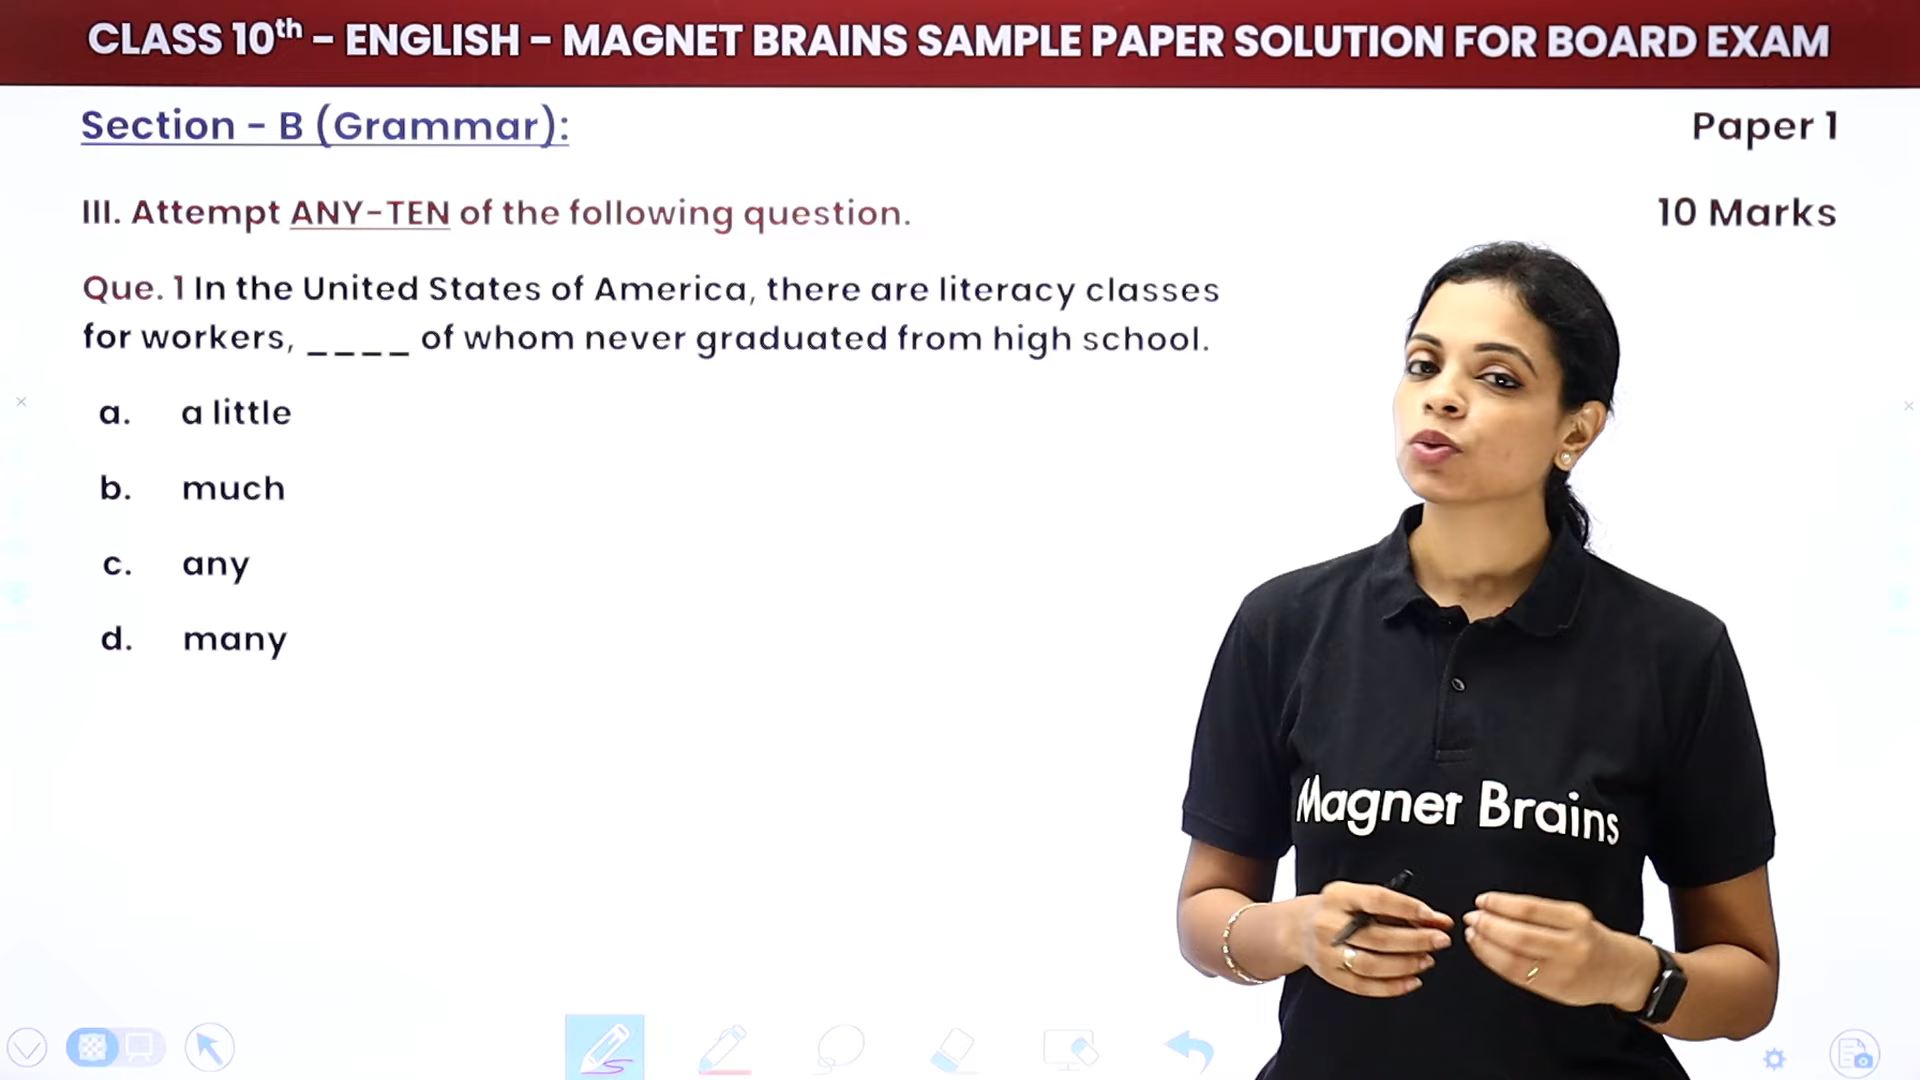 CLASS 10th - ENGLISH - MAGNET BRAINS SAMPLE PAPER SOLUTION FOR BOARD EXAM
Section - B (Grammar):
Paper 1
III. Attempt ANY-TEN of the following question.
10 Marks
Que. 1 In the United States of America, there are literacy classes
for workers, ____ of whom never graduated from high school.
a. a little
b. much
c. any
d. many
Magnet Brains